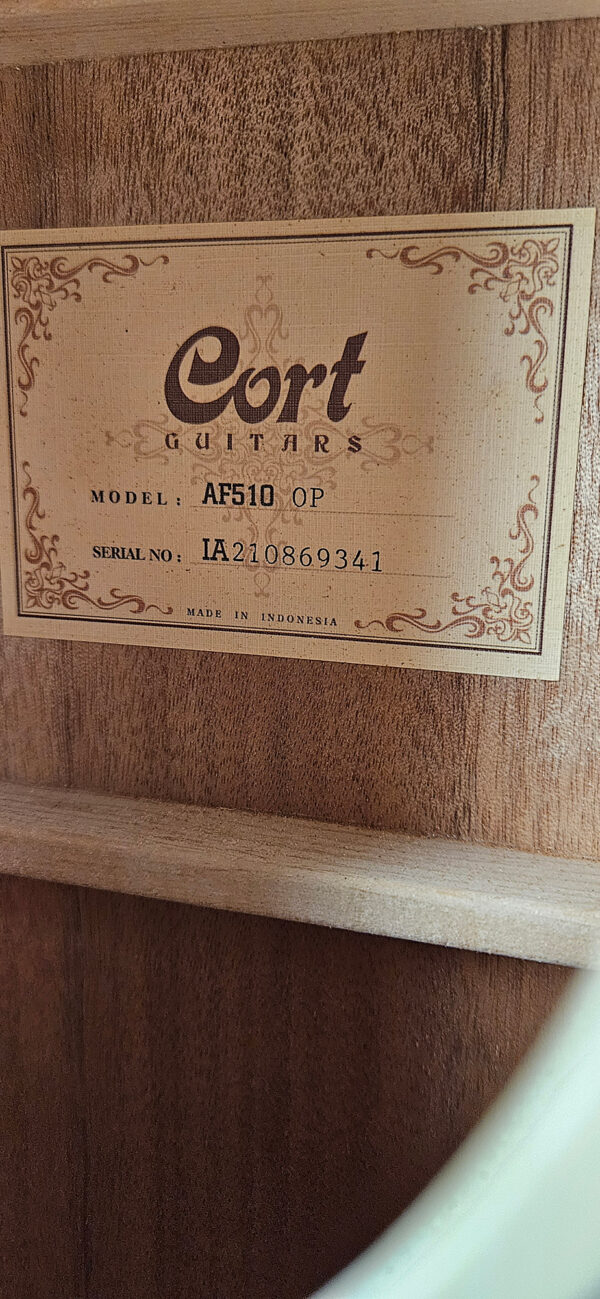 Cort
GUITARS
MODEL: AF510 OP
SERIAL NO: IA210869341
MADE IN INDONESIA